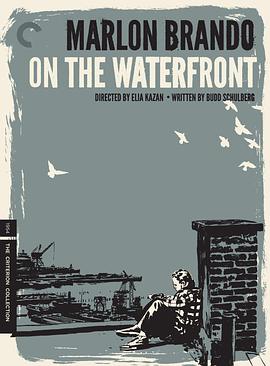 MARLON BRANDO
ON THE WATERFRONT
DIRECTED BY ELIA KAZAN • WRITTEN BY BUDD SCHULBERG
1954
THE CRITERION COLLECTION